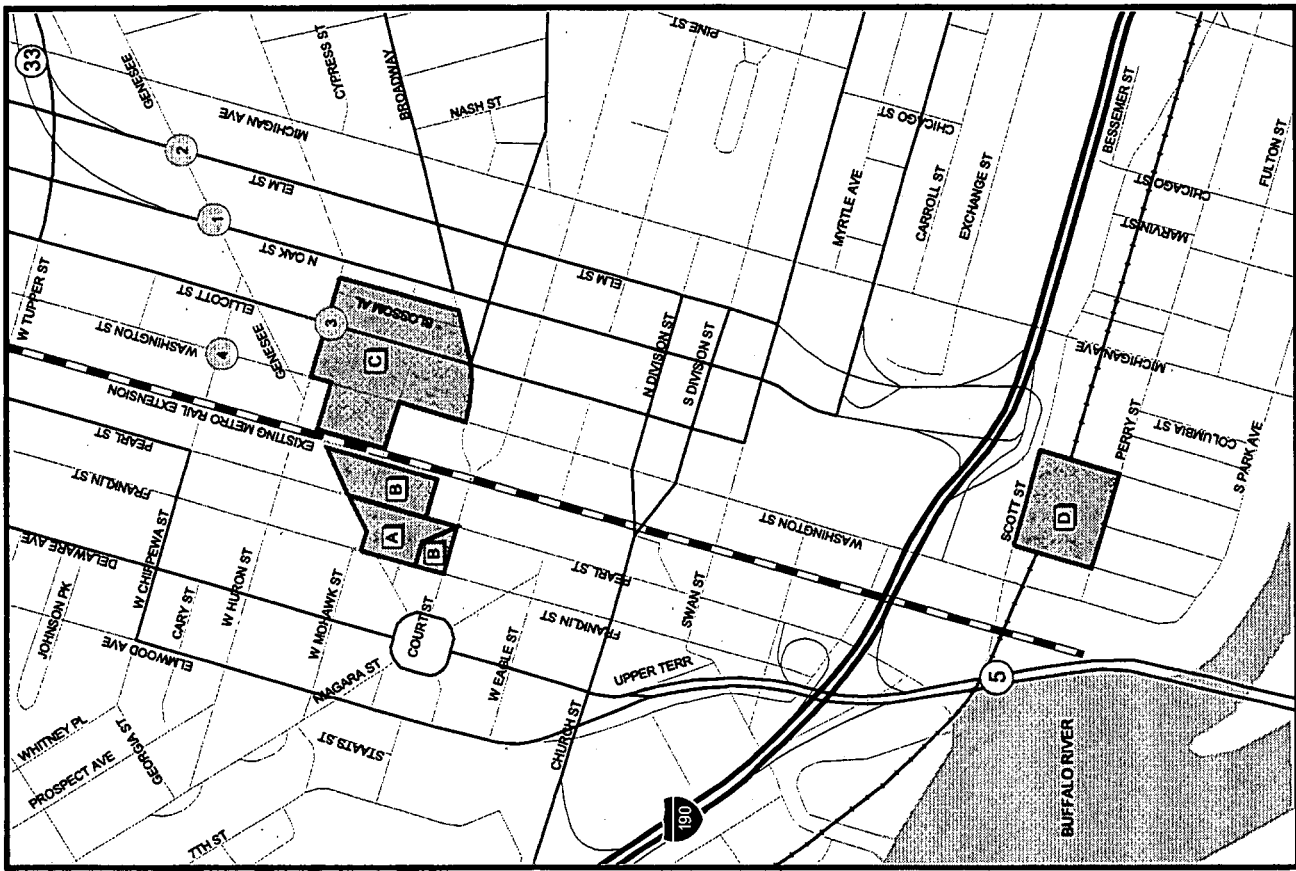 33
GENESEE
CYPRESS ST
BROADWAY
PINE ST
NASH ST
MICHIGAN AVE
2
ELM ST
1
N OAK ST
W TUPPER ST
ELLICOTT ST
WASHINGTON ST
4
GENESEE
3
BLOSSOM AL
C
EXISTING METRO RAIL EXTENSION
PEARL ST
FRANKLIN ST
DELAWARE AVE
W CHIPPEWA ST
JOHNSON PK
CARY ST
W HURON ST
ELMWOOD AVE
W MOHAWK ST
NIAGARA ST
COURT ST
B
A
B
WHITNEY PL
PROSPECT AVE
GEORGIA ST
7TH ST
STAATS ST
W EAGLE ST
CHURCH ST
UPPER TERR
FRANKLIN ST
PEARL ST
SWAN ST
WASHINGTON ST
N DIVISION ST
S DIVISION ST
ELM ST
MYRTLE AVE
CHICAGO ST
CARROLL ST
EXCHANGE ST
BESSEMER ST
CHICAGO ST
FULTON ST
MARVIN ST
MICHIGAN AVE
PERRY ST
COLUMBIA ST
S PARK AVE
SCOTT ST
D
5
190
BUFFALO RIVER